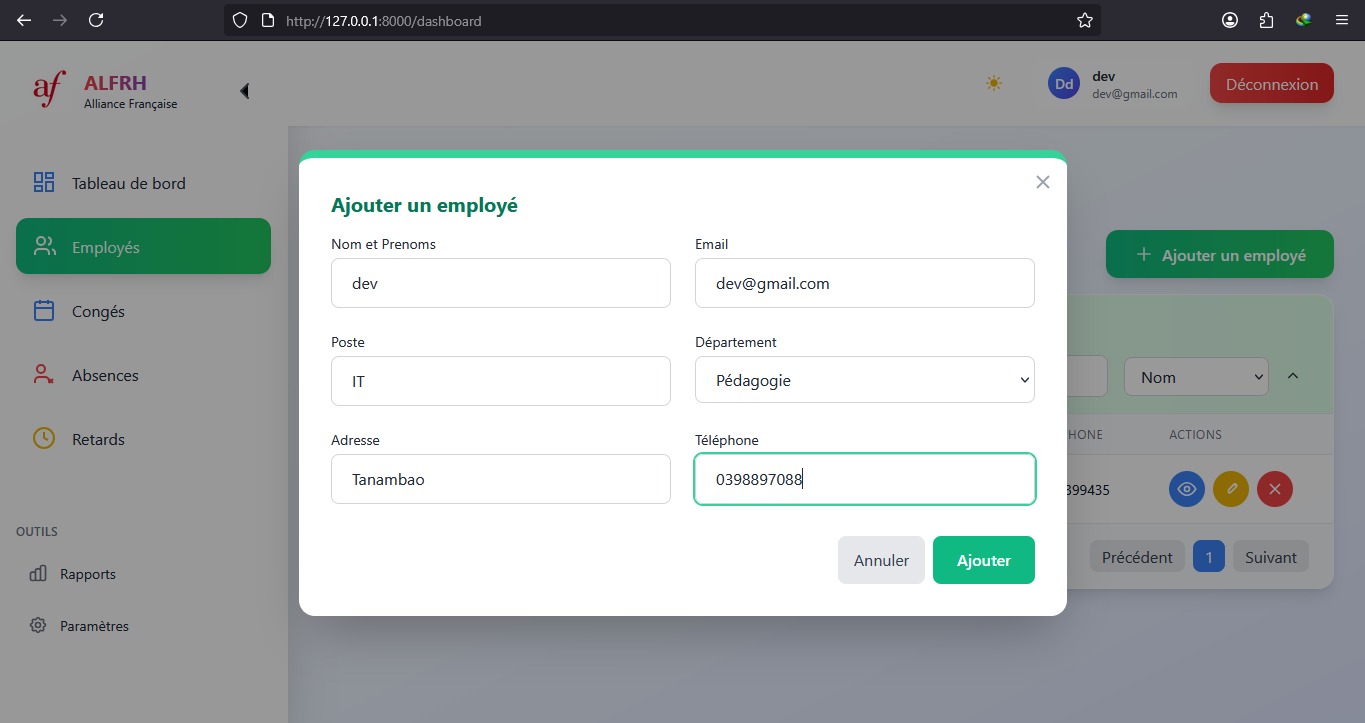 http://127.0.0.1:8000/dashboard
af ALFRH
Alliance Française
Dd dev
dev@gmail.com
Déconnexion
Tableau de bord
Employés
Congés
Absences
Retards
OUTILS
Rapports
Paramètres
Ajouter un employé
Nom et Prenoms
dev
Email
dev@gmail.com
Poste
IT
Département
Pédagogie
Adresse
Tanambao
Téléphone
0398897088
Annuler
Ajouter
+ Ajouter un employé
Nom
ACTIONS
399435
Précédent 1 Suivant